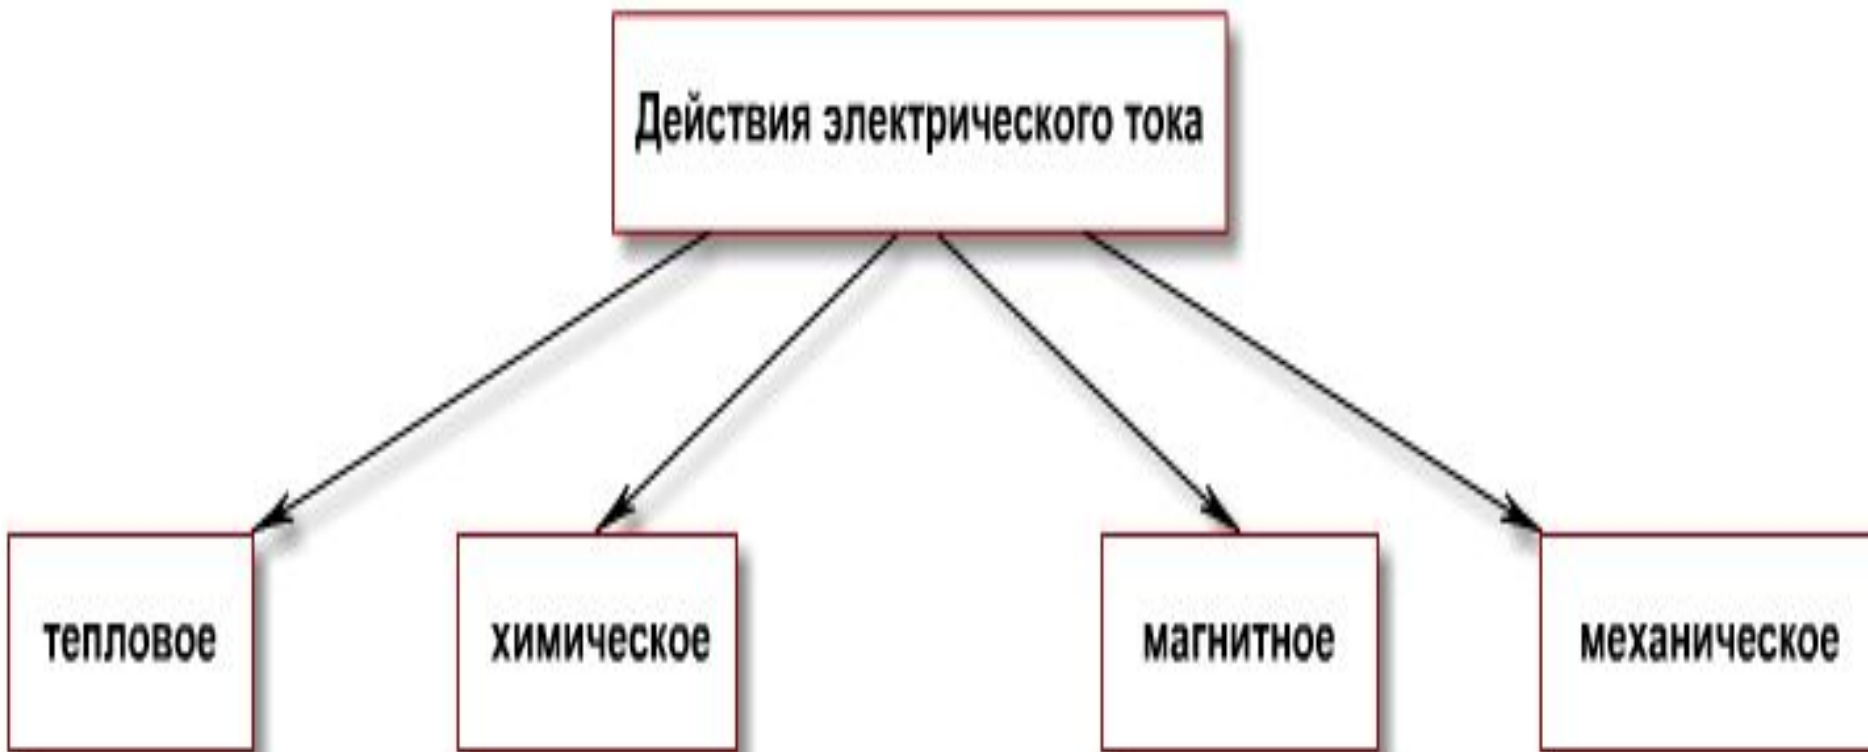 Действия электрического тока
тепловое
химическое
магнитное
механическое